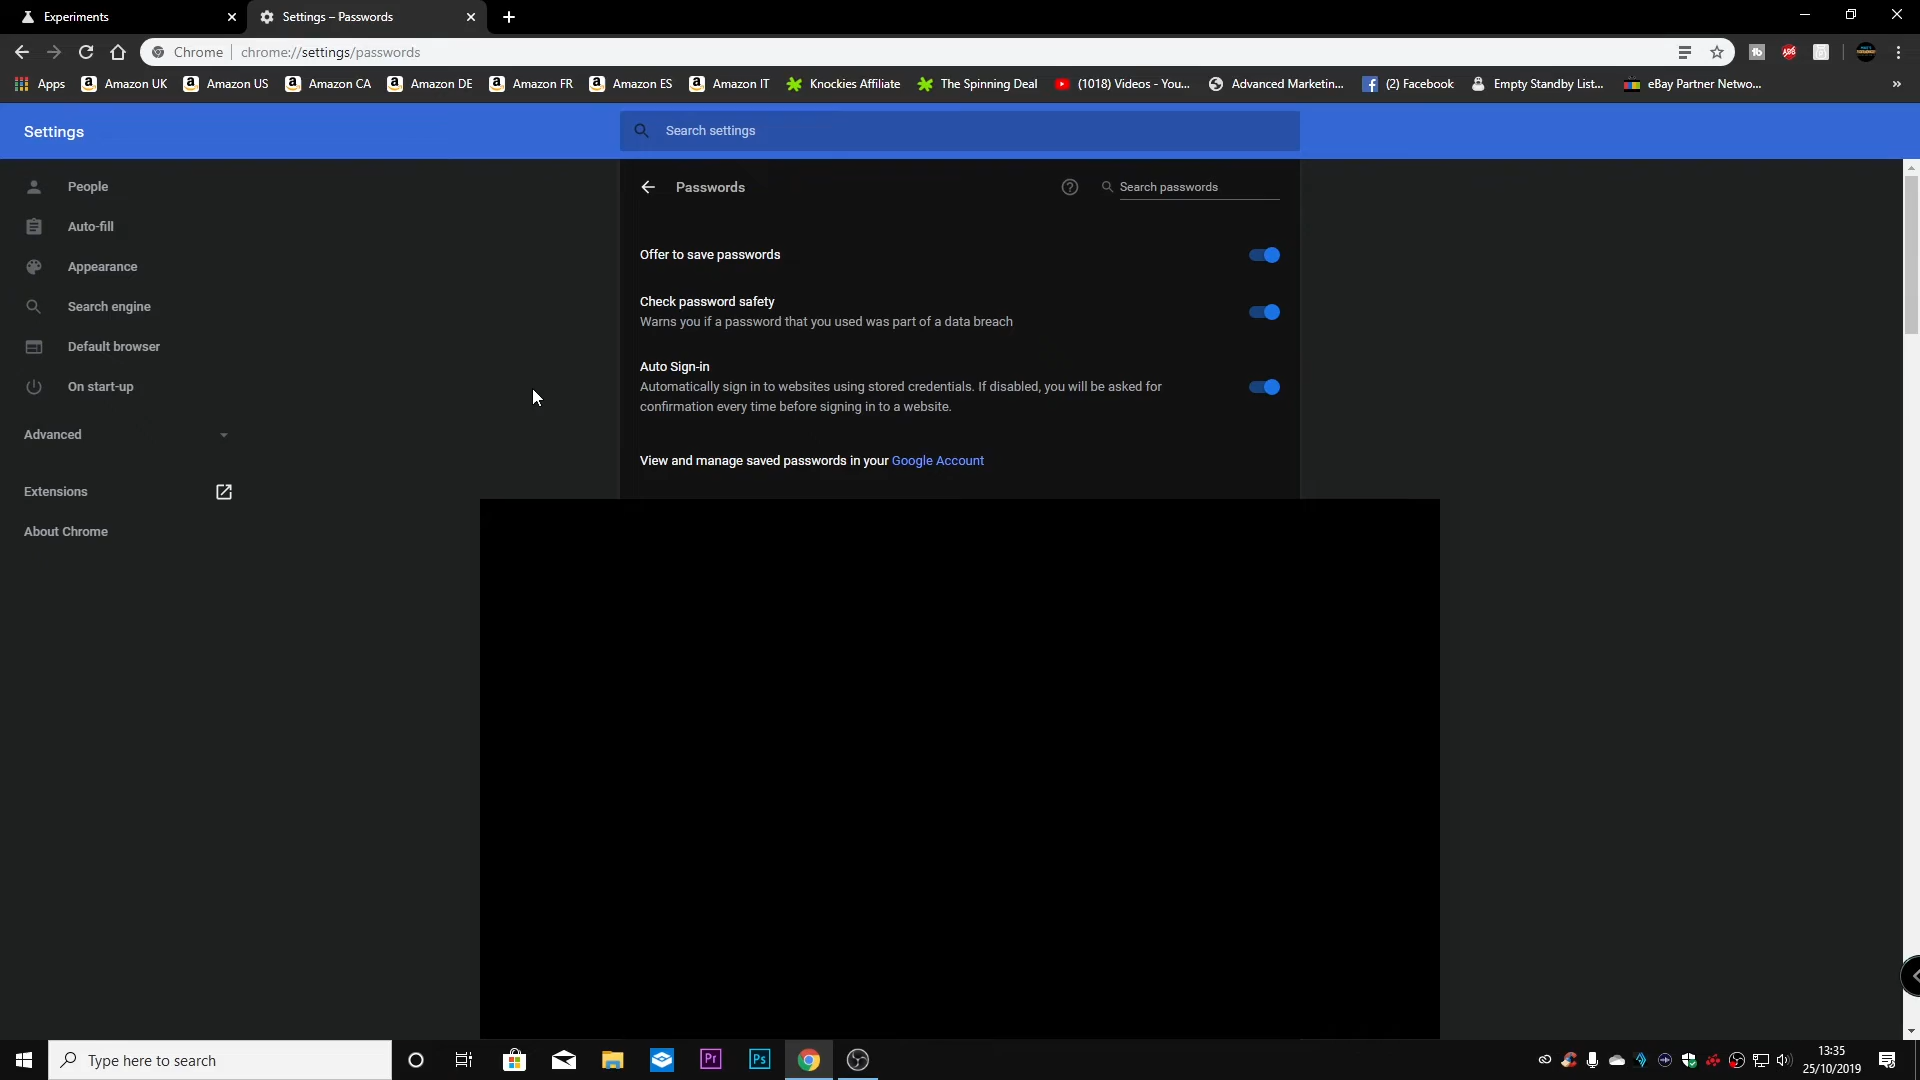 Experiments
Settings – Passwords
Chrome chrome://settings/passwords
Apps Amazon UK Amazon US Amazon CA Amazon DE Amazon FR Amazon ES Amazon IT Knockies Affiliate The Spinning Deal (1018) Videos - You... Advanced Marketin... (2) Facebook Empty Standby List... eBay Partner Netwo... »
Settings
Search settings
People
Auto-fill
Appearance
Search engine
Default browser
On start-up
Advanced
Extensions
About Chrome
Passwords
Search passwords
Offer to save passwords
Check password safety
Warns you if a password that you used was part of a data breach
Auto Sign-in
Automatically sign in to websites using stored credentials. If disabled, you will be asked for
confirmation every time before signing in to a website.
View and manage saved passwords in your Google Account
Type here to search
Pr
Ps
13:35
25/10/2019